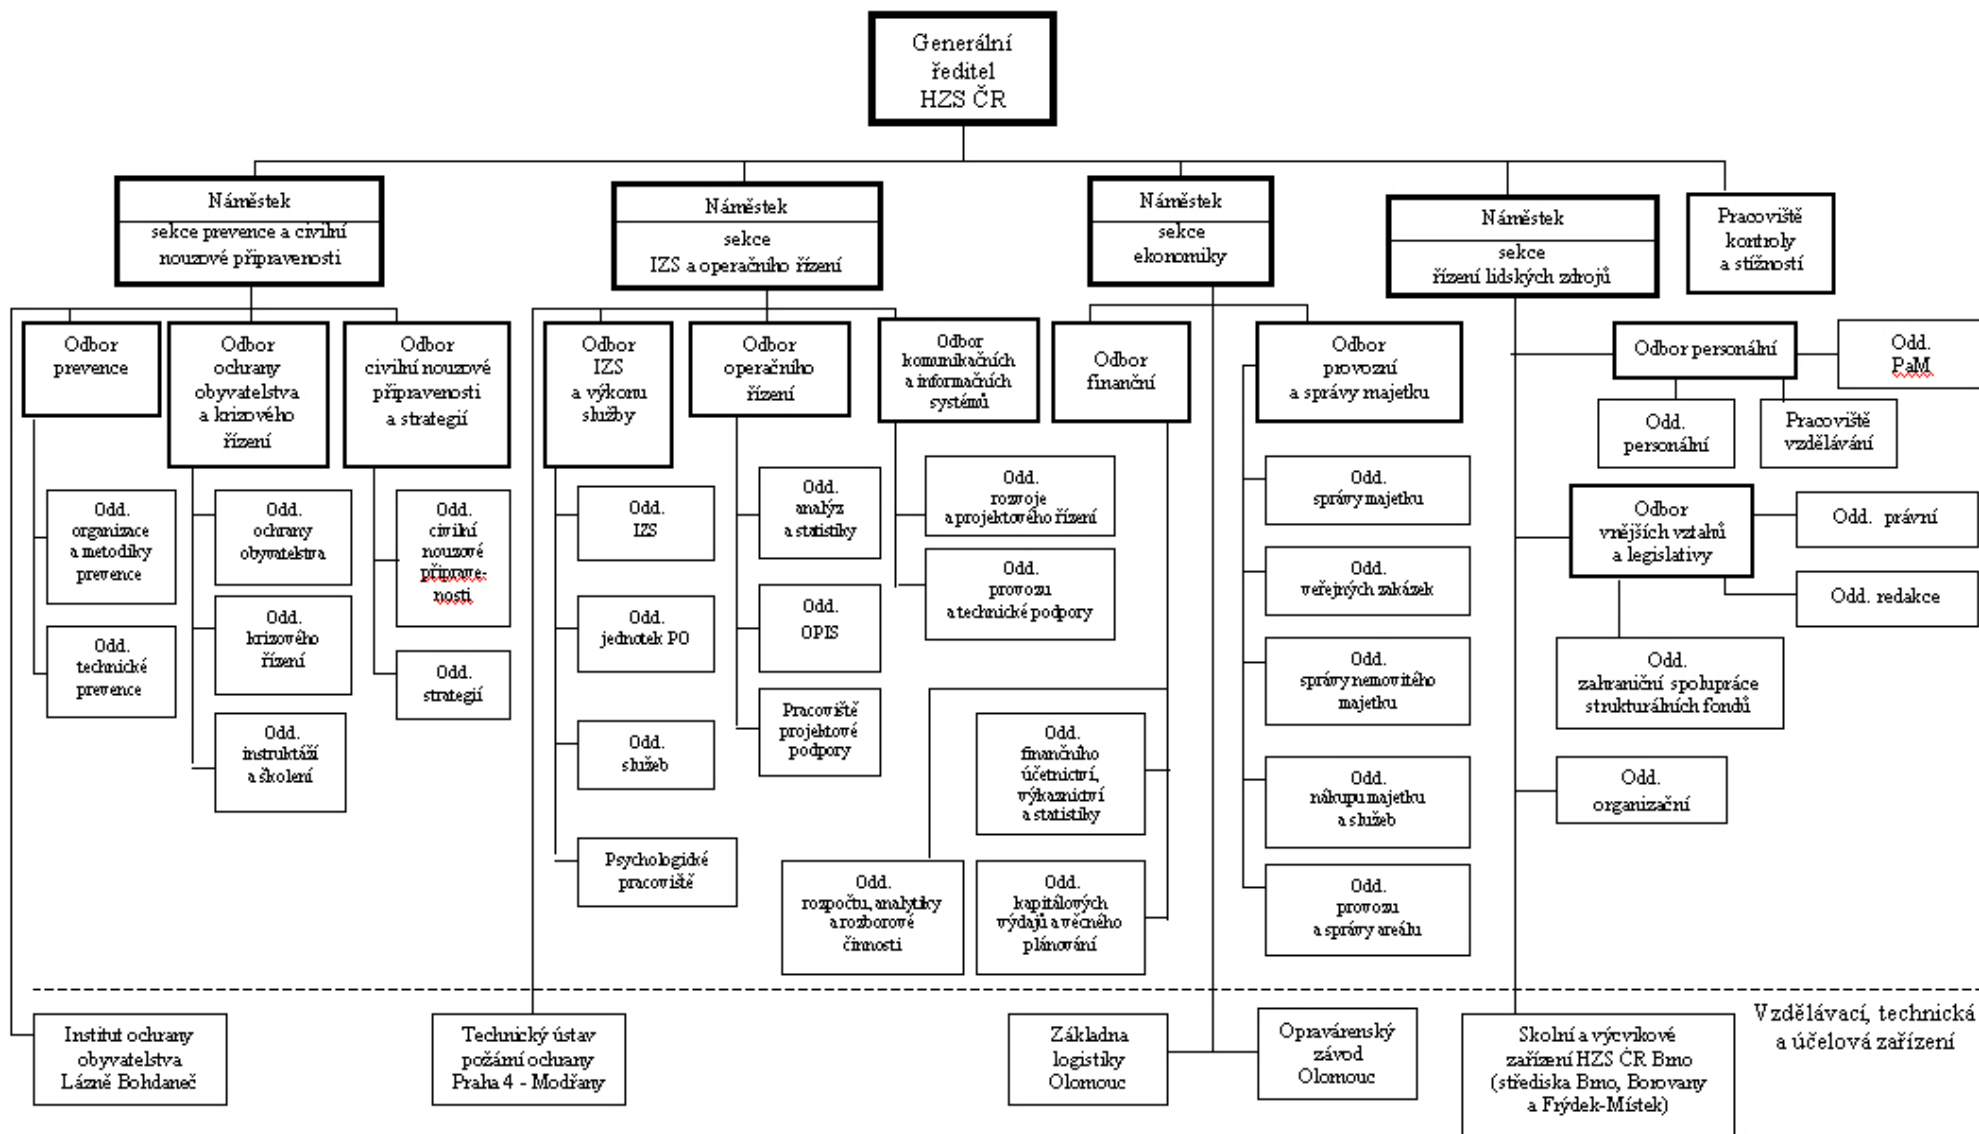 Generální
ředitel
HZS ČR
Náměstek
sekce prevence a civilní
nouzové připravenosti
Náměstek
sekce
IZS a operačního řízení
Náměstek
sekce
ekonomiky
Náměstek
sekce
řízení lidských zdrojů
Pracoviště
kontroly
a stížností
Odbor
prevence
Odbor
ochrany
obyvatelstva
a krizového
řízení
Odbor
civilní nouzové
připravenosti
a strategií
Odbor
IZS
a výkonu
služby
Odbor
operačního
řízení
Odbor
komunikačních
a informačních
systémů
Odbor
finanční
Odbor
provozní
a správy majetku
Odbor personální
Odd.
PaM
Odd.
personální
Pracoviště
vzdělávání
Odd.
organizace
a metodiky
prevence
Odd.
technické
prevence
Odd.
ochrany
obyvatelstva
Odd.
krizového
řízení
Odd.
instruktáží
a školení
Odd.
civilní
nouzové
připrave-
nosti
Odd.
strategií
Odd.
IZS
Odd.
jednotek PO
Odd.
služeb
Psychologické
pracoviště
Odd.
analýz
a statistiky
Odd.
OPIS
Pracoviště
projektové
podpory
Odd.
rozvoje
a projektového řízení
Odd.
provozu
a technické podpory
Odd.
finančního
účetnictví,
výkaznictví
a statistiky
Odd.
rozpočtu, analytiky
a rozborové
činnosti
Odd.
kapitálových
výdajů a věcného
plánování
Odd.
správy majetku
Odd.
veřejných zakázek
Odd.
správy nemovitého
majetku
Odd.
nákupu majetku
a služeb
Odd.
provozu
a správy areálu
Odbor
vnějších vztahů
a legislativy
Odd. právní
Odd. redakce
Odd.
zahraniční spolupráce
strukturálních fondů
Odd.
organizační
Institut ochrany
obyvatelstva
Lázně Bohdaneč
Technický ústav
požární ochrany
Praha 4 - Modřany
Základna
logistiky
Olomouc
Opravárenský
závod
Olomouc
Školní a výcvikové
zařízení HZS ČR Brno
(střediska Brno, Borovany
a Frýdek-Místek)
Vzdělávací, technická
a účelová zařízení